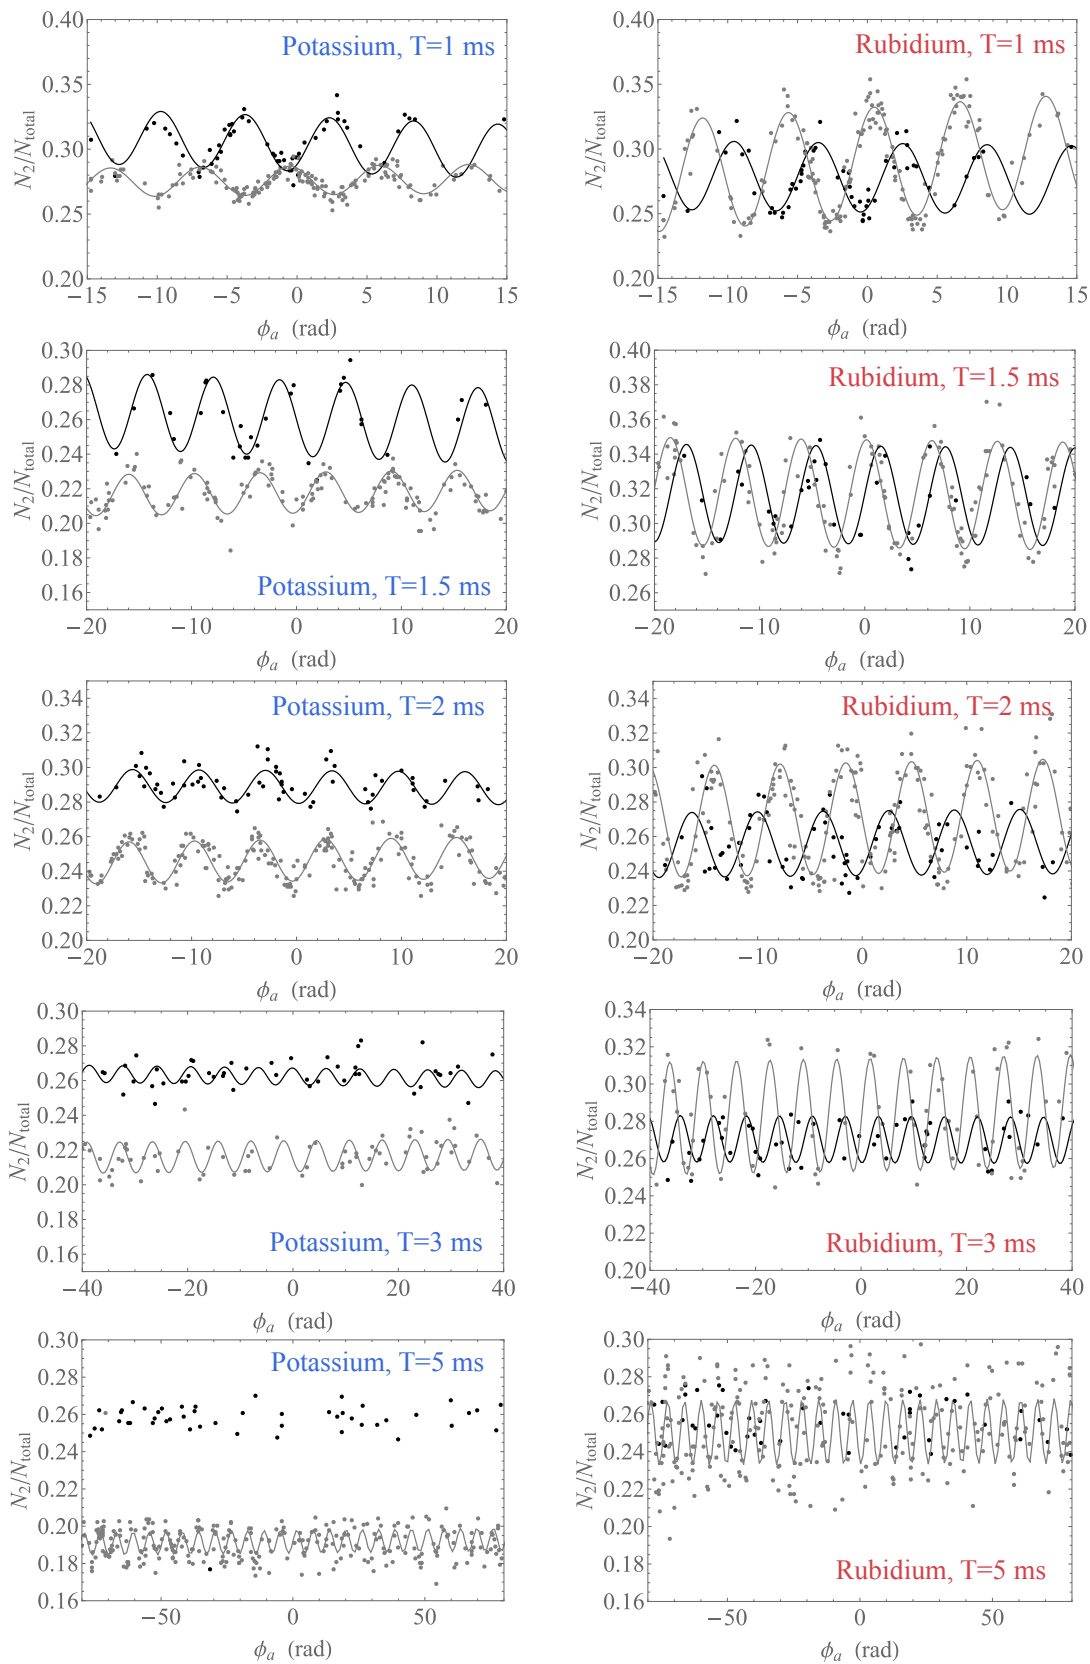 Potassium, T=1 ms
0.40
0.35
0.30
0.25
0.20
N2/Ntotal
−15 −10 −5 0 5 10 15
ϕa (rad)
Rubidium, T=1 ms
0.40
0.35
0.30
0.25
0.20
N2/Ntotal
−15 −10 −5 0 5 10 15
ϕa (rad)
0.30
0.28
0.26
0.24
0.22
0.20
0.18
0.16
N2/Ntotal
Potassium, T=1.5 ms
−20 −10 0 10 20
ϕa (rad)
Rubidium, T=1.5 ms
0.40
0.38
0.36
0.34
0.32
0.30
0.28
0.26
N2/Ntotal
−20 −10 0 10 20
ϕa (rad)
Potassium, T=2 ms
0.34
0.32
0.30
0.28
0.26
0.24
0.22
0.20
N2/Ntotal
−20 −10 0 10 20
ϕa (rad)
Rubidium, T=2 ms
0.34
0.32
0.30
0.28
0.26
0.24
0.22
0.20
N2/Ntotal
−20 −10 0 10 20
ϕa (rad)
0.30
0.28
0.26
0.24
0.22
0.20
0.18
0.16
N2/Ntotal
Potassium, T=3 ms
−40 −20 0 20 40
ϕa (rad)
0.34
0.32
0.30
0.28
0.26
0.24
0.22
0.20
N2/Ntotal
Rubidium, T=3 ms
−40 −20 0 20 40
ϕa (rad)
Potassium, T=5 ms
0.30
0.28
0.26
0.24
0.22
0.20
0.18
0.16
N2/Ntotal
−50 0 50
ϕa (rad)
0.30
0.28
0.26
0.24
0.22
0.20
0.18
0.16
N2/Ntotal
Rubidium, T=5 ms
−50 0 50
ϕa (rad)